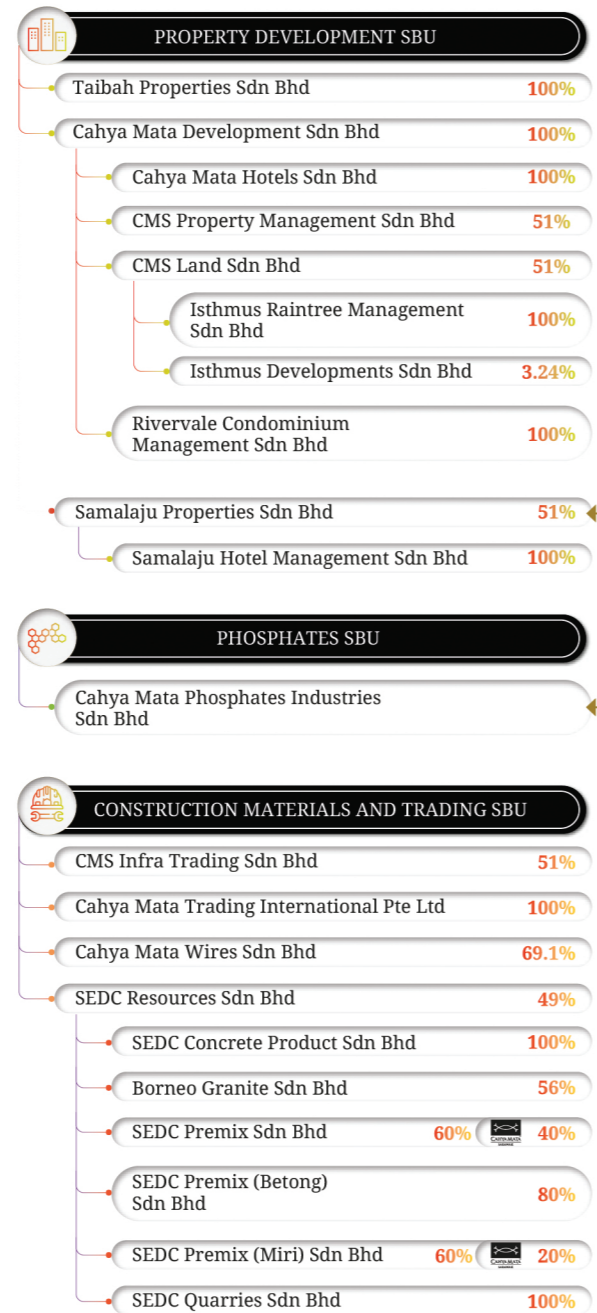 PROPERTY DEVELOPMENT SBU
Taibah Properties Sdn Bhd 100%
Cahya Mata Development Sdn Bhd 100%
Cahya Mata Hotels Sdn Bhd 100%
CMS Property Management Sdn Bhd 51%
CMS Land Sdn Bhd 51%
Isthmus Raintree Management
Sdn Bhd 100%
Isthmus Developments Sdn Bhd 3.24%
Rivervale Condominium
Management Sdn Bhd 100%
Samalaju Properties Sdn Bhd 51%
Samalaju Hotel Management Sdn Bhd 100%
PHOSPHATES SBU
Cahya Mata Phosphates Industries
Sdn Bhd
CONSTRUCTION MATERIALS AND TRADING SBU
CMS Infra Trading Sdn Bhd 51%
Cahya Mata Trading International Pte Ltd 100%
Cahya Mata Wires Sdn Bhd 69.1%
SEDC Resources Sdn Bhd 49%
SEDC Concrete Product Sdn Bhd 100%
Borneo Granite Sdn Bhd 56%
SEDC Premix Sdn Bhd 60% CAHYA MATA 40%
SEDC Premix (Betong)
Sdn Bhd 80%
SEDC Premix (Miri) Sdn Bhd 60% CAHYA MATA 20%
SEDC Quarries Sdn Bhd 100%